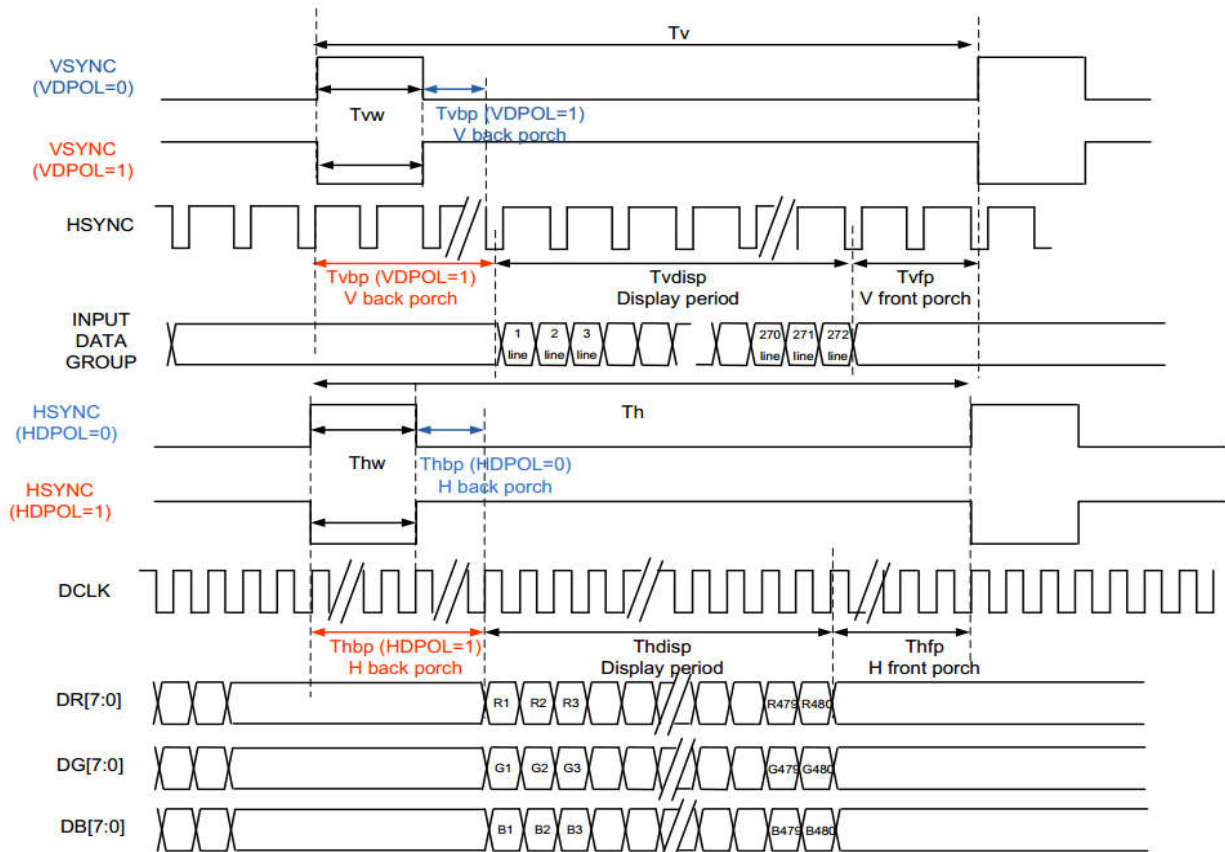 Tv
VSYNC
(VDPOL=0)
Tvw
Tvbp (VDPOL=1)
V back porch
VSYNC
(VDPOL=1)
HSYNC
Tvbp (VDPOL=1)
V back porch
Tvdisp
Display period
Tvfp
V front porch
INPUT
DATA
GROUP
1
line
2
line
3
line
270
line
271
line
272
line
HSYNC
(HDPOL=0)
Th
Thw
Thbp (HDPOL=0)
H back porch
HSYNC
(HDPOL=1)
DCLK
Thbp (HDPOL=1)
H back porch
Thdisp
Display period
Thfp
H front porch
DR[7:0]
R1 R2 R3 R479 R480
DG[7:0]
G1 G2 G3 G479 G480
DB[7:0]
B1 B2 B3 B479 B480